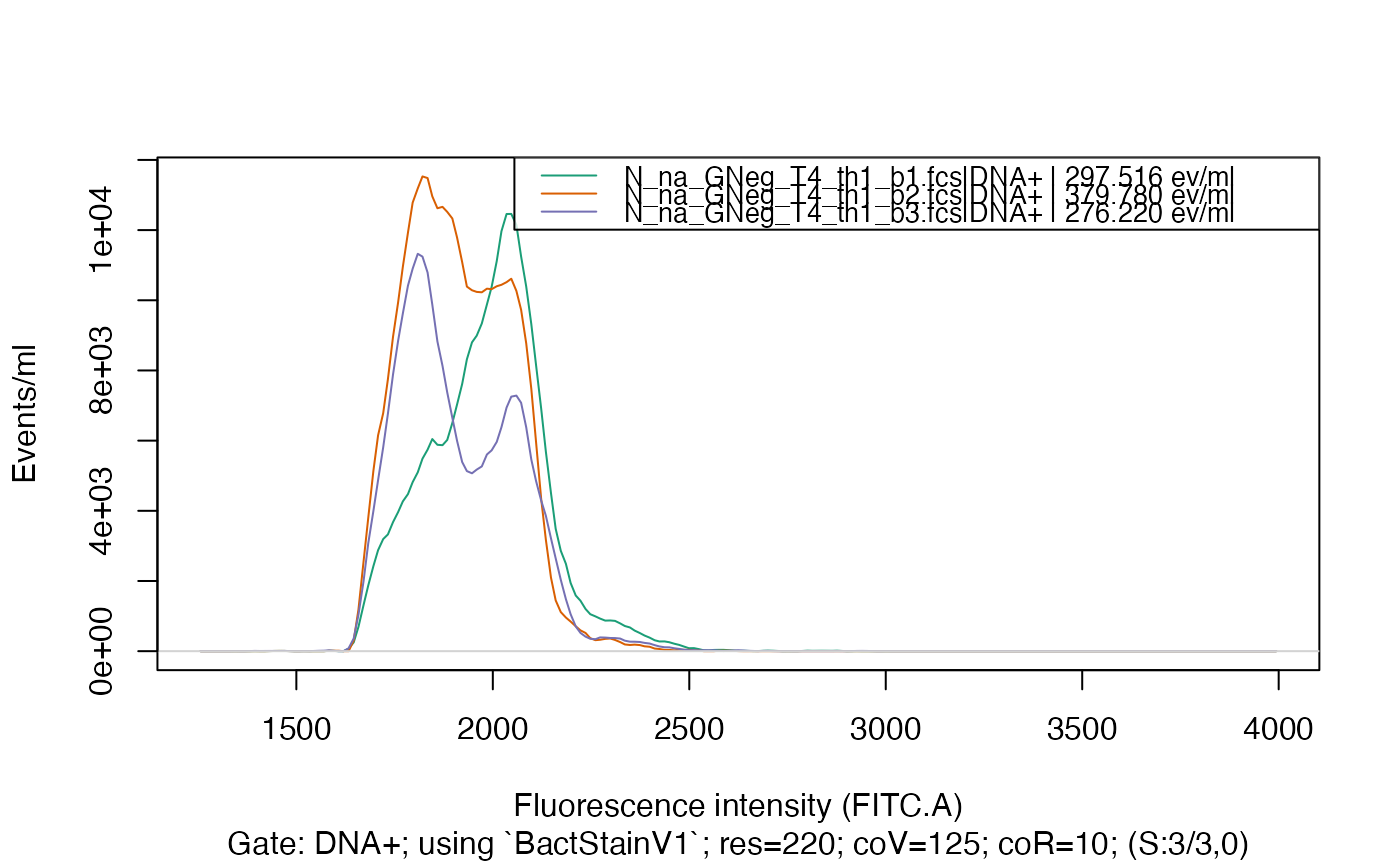 N_na_GNeg_T4_th1_b1.fcs|DNA+ | 297.516 ev/ml
N_na_GNeg_T4_th1_b2.fcs|DNA+ | 379.780 ev/ml
N_na_GNeg_T4_th1_b3.fcs|DNA+ | 276.220 ev/ml
Events/ml
1e+04
8e+03
4e+03
0e+00
1500 2000 2500 3000 3500 4000
Fluorescence intensity (FITC.A)
Gate: DNA+; using `BactStainV1`; res=220; coV=125; coR=10; (S:3/3,0)